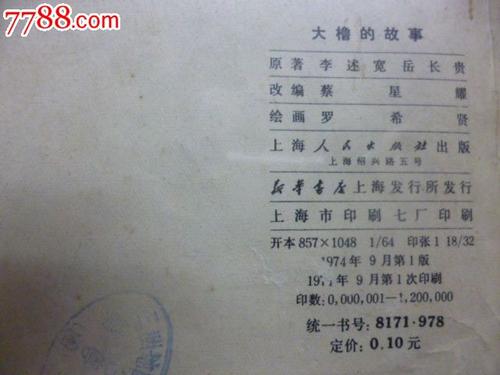 7788.com
大櫓的故事
原著李述宽岳长贵
改编蔡星耀
绘画罗希贤
上海人民出版社出版
上海绍兴路五号
新华书店上海发行所发行
上海市印刷七厂印刷
开本857×1048 1/64 印张1 18/32
1974年9月第1版
年9月第1次印刷
印数:0,000,001—1,200,000
统一书号:8171·978
定价:0.10元